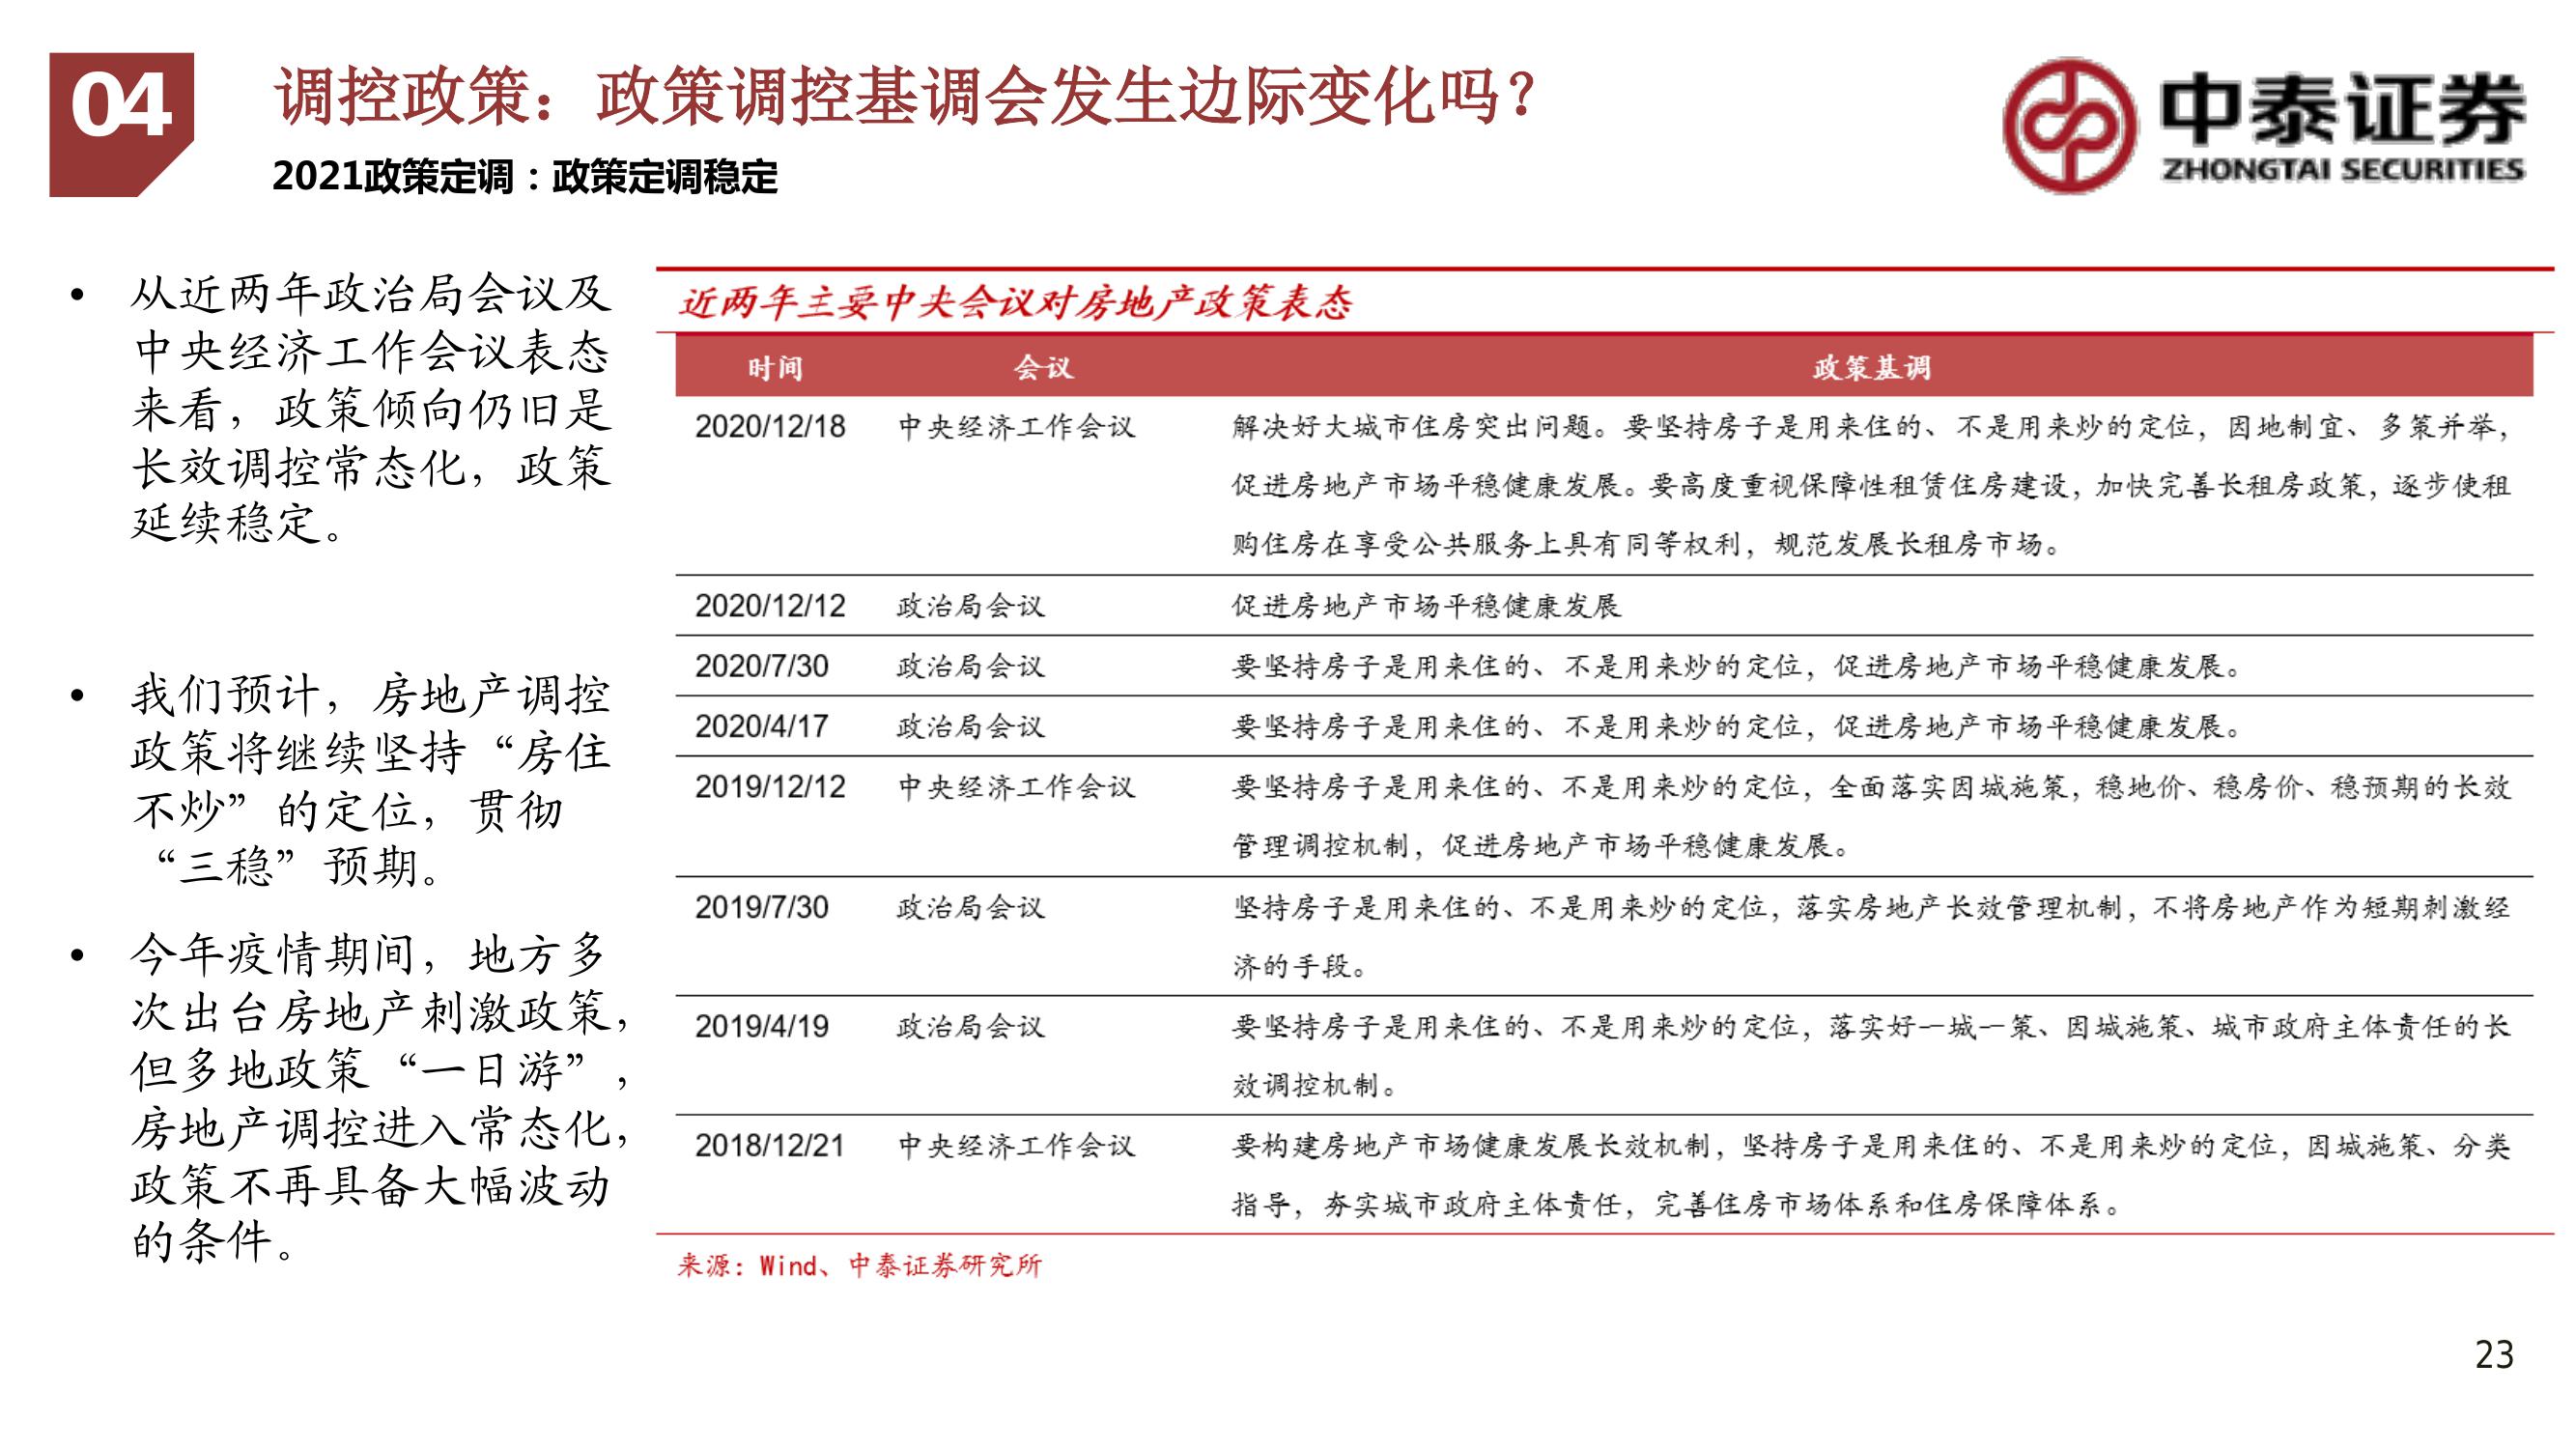 04
调控政策：政策调控基调会发生边际变化吗？
2021政策定调：政策定调稳定
中泰证券
ZHONGTAI SECURITIES
• 从近两年政治局会议及
中央经济工作会议表态
来看，政策倾向仍旧是
长效调控常态化，政策
延续稳定。
• 我们预计，房地产调控
政策将继续坚持“房住
不炒”的定位，贯彻
“三稳”预期。
• 今年疫情期间，地方多
次出台房地产刺激政策，
但多地政策“一日游”，
房地产调控进入常态化，
政策不再具备大幅波动
的条件。
近两年主要中央会议对房地产政策表态
时间 会议 政策基调
2020/12/18 中央经济工作会议 解决好大城市住房突出问题。要坚持房子是用来住的、不是用来炒的定位，因地制宜、多策并举，
促进房地产市场平稳健康发展。要高度重视保障性租赁住房建设，加快完善长租房政策，逐步使租
购住房在享受公共服务上具有同等权利，规范发展长租房市场。
2020/12/12 政治局会议 促进房地产市场平稳健康发展
2020/7/30 政治局会议 要坚持房子是用来住的、不是用来炒的定位，促进房地产市场平稳健康发展。
2020/4/17 政治局会议 要坚持房子是用来住的、不是用来炒的定位，促进房地产市场平稳健康发展。
2019/12/12 中央经济工作会议 要坚持房子是用来住的、不是用来炒的定位，全面落实因城施策，稳地价、稳房价、稳预期的长效
管理调控机制，促进房地产市场平稳健康发展。
2019/7/30 政治局会议 坚持房子是用来住的、不是用来炒的定位，落实房地产长效管理机制，不将房地产作为短期刺激经
济的手段。
2019/4/19 政治局会议 要坚持房子是用来住的、不是用来炒的定位，落实好一城一策、因城施策、城市政府主体责任的长
效调控机制。
2018/12/21 中央经济工作会议 要构建房地产市场健康发展长效机制，坚持房子是用来住的、不是用来炒的定位，因城施策、分类
指导，夯实城市政府主体责任，完善住房市场体系和住房保障体系。
来源：Wind、中泰证券研究所
23